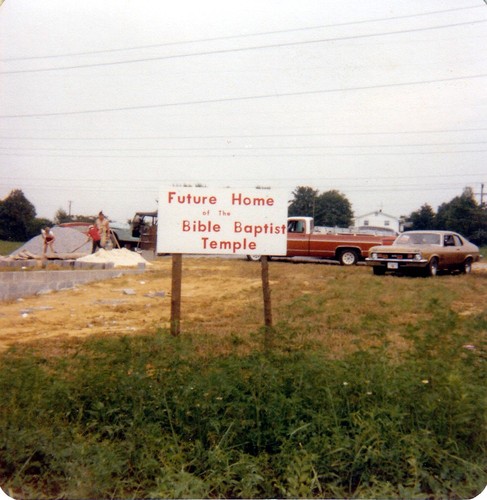 Future Home
of The
Bible Baptist
Temple